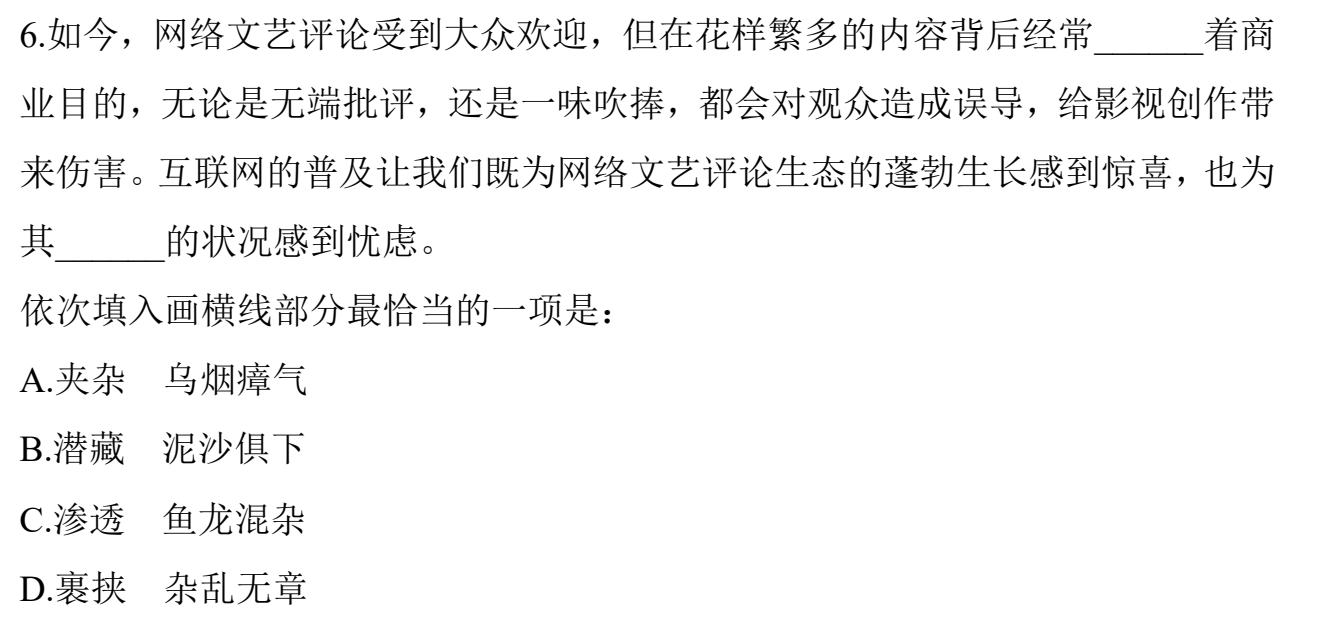 6.如今，网络文艺评论受到大众欢迎，但在花样繁多的内容背后经常______着商
业目的，无论是无端批评，还是一味吹捧，都会对观众造成误导，给影视创作带
来伤害。互联网的普及让我们既为网络文艺评论生态的蓬勃生长感到惊喜，也为
其______的状况感到忧虑。
依次填入画横线部分最恰当的一项是：
A.夹杂　乌烟瘴气
B.潜藏　泥沙俱下
C.渗透　鱼龙混杂
D.裹挟　杂乱无章